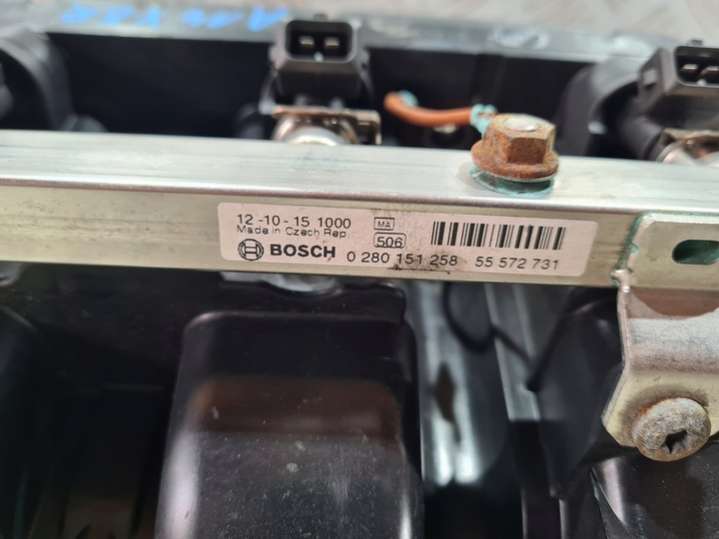 12 -10 - 15 1000 MA
Made in Czech Rep. 506
BOSCH 0 280 151 258 55 572 731